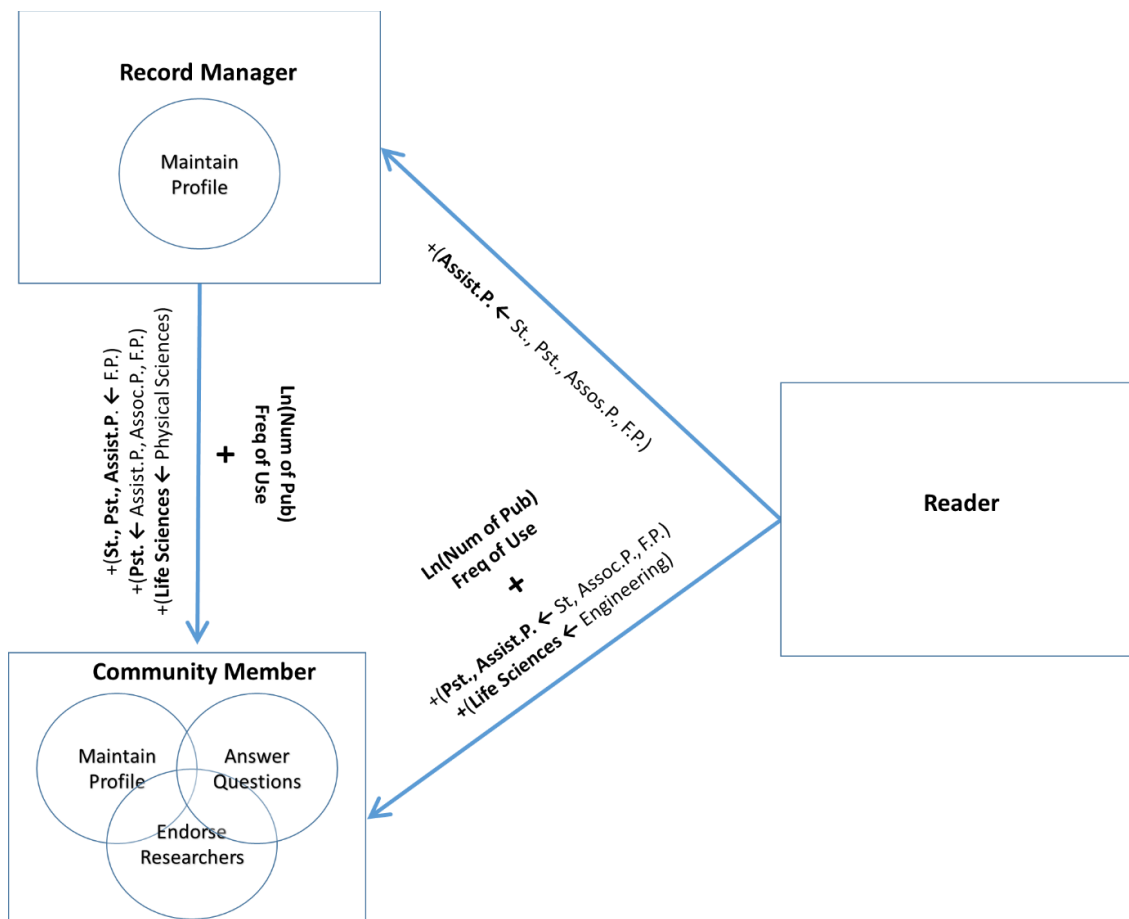 Record Manager
Maintain
Profile
+(Assist.P. ← St., Pst., Assos.P., F.P.)
+(St., Pst., Assist.P. ← F.P.)
+(Pst. ← Assist.P., Assoc.P., F.P.)
+(Life Sciences ← Physical Sciences)
+
Ln(Num of Pub)
Freq of Use
Reader
Ln(Num of Pub)
Freq of Use
+
+(Pst., Assist.P. ← St, Assoc.P., F.P.)
+(Life Sciences ← Engineering)
Community Member
Maintain
Profile
Answer
Questions
Endorse
Researchers